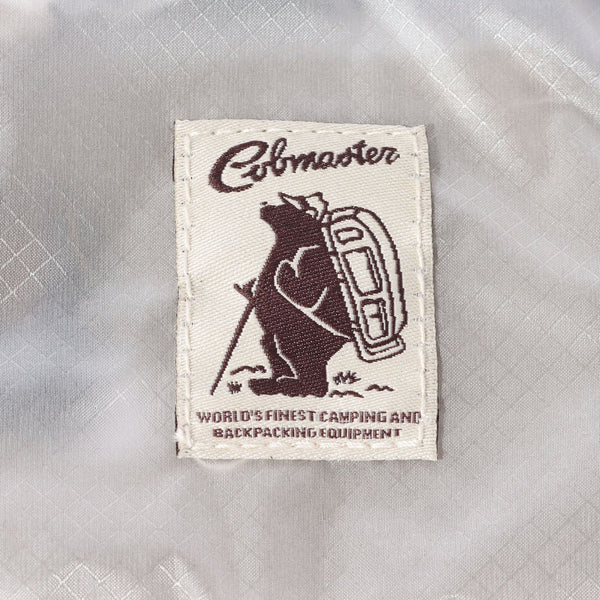 Cobmaster
WORLD'S FINEST CAMPING AND
BACKPACKING EQUIPMENT